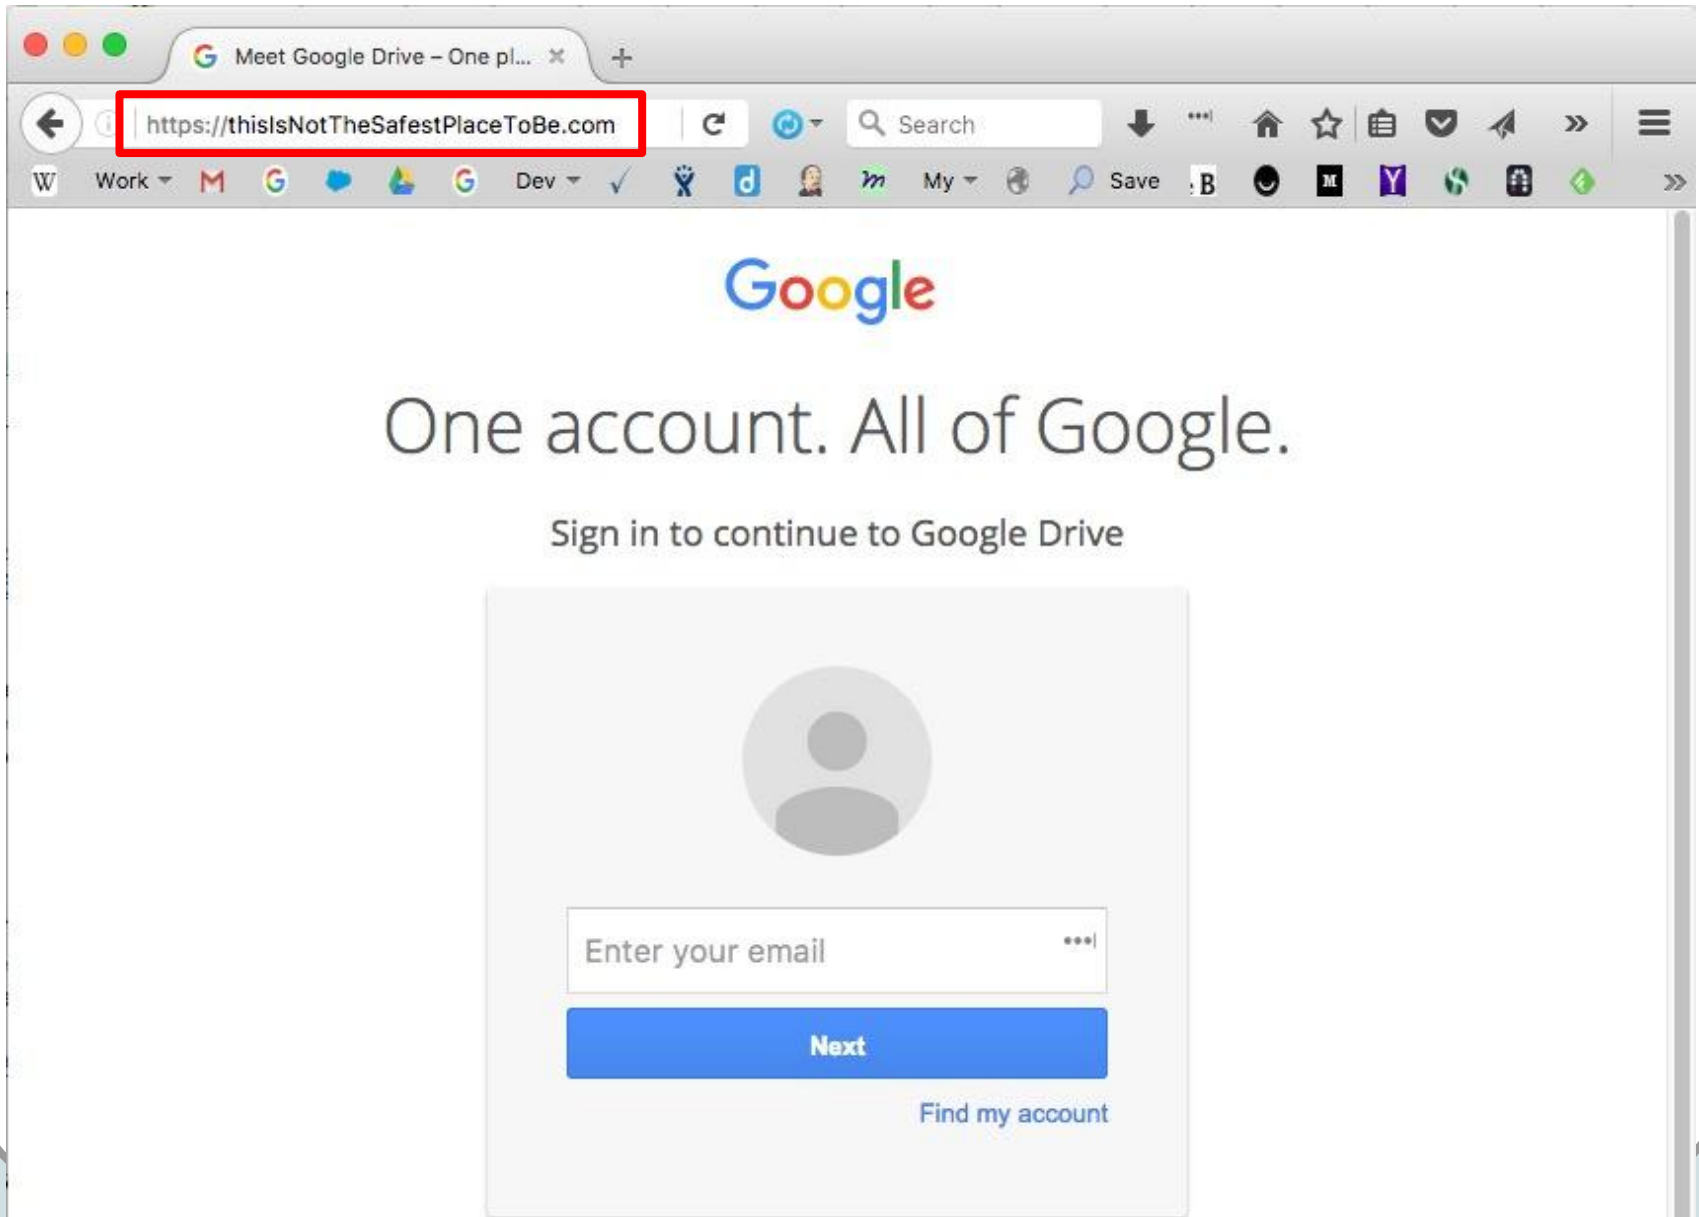 Meet Google Drive – One pl...
https://thisIsNotTheSafestPlaceToBe.com
Search
W Work M G G Dev d m My Save B M Y
Google
One account. All of Google.
Sign in to continue to Google Drive
Enter your email
Next
Find my account